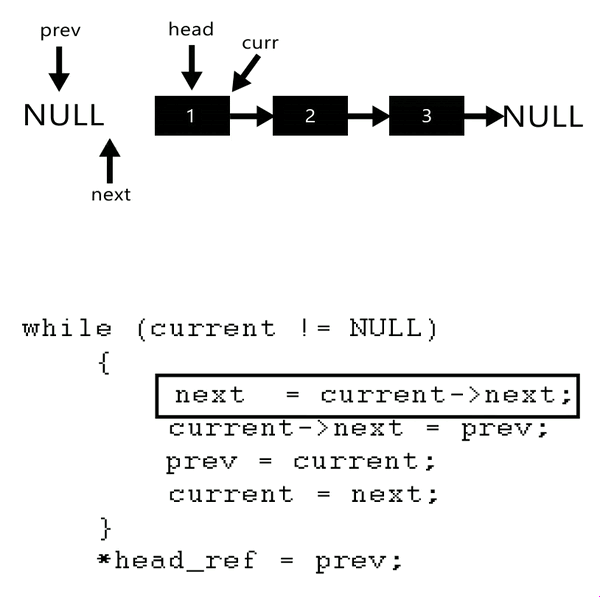 prev
head
curr
NULL 1 2 3 NULL
next
while (current != NULL)
{
next = current->next;
current->next = prev;
prev = current;
current = next;
}
*head_ref = prev;